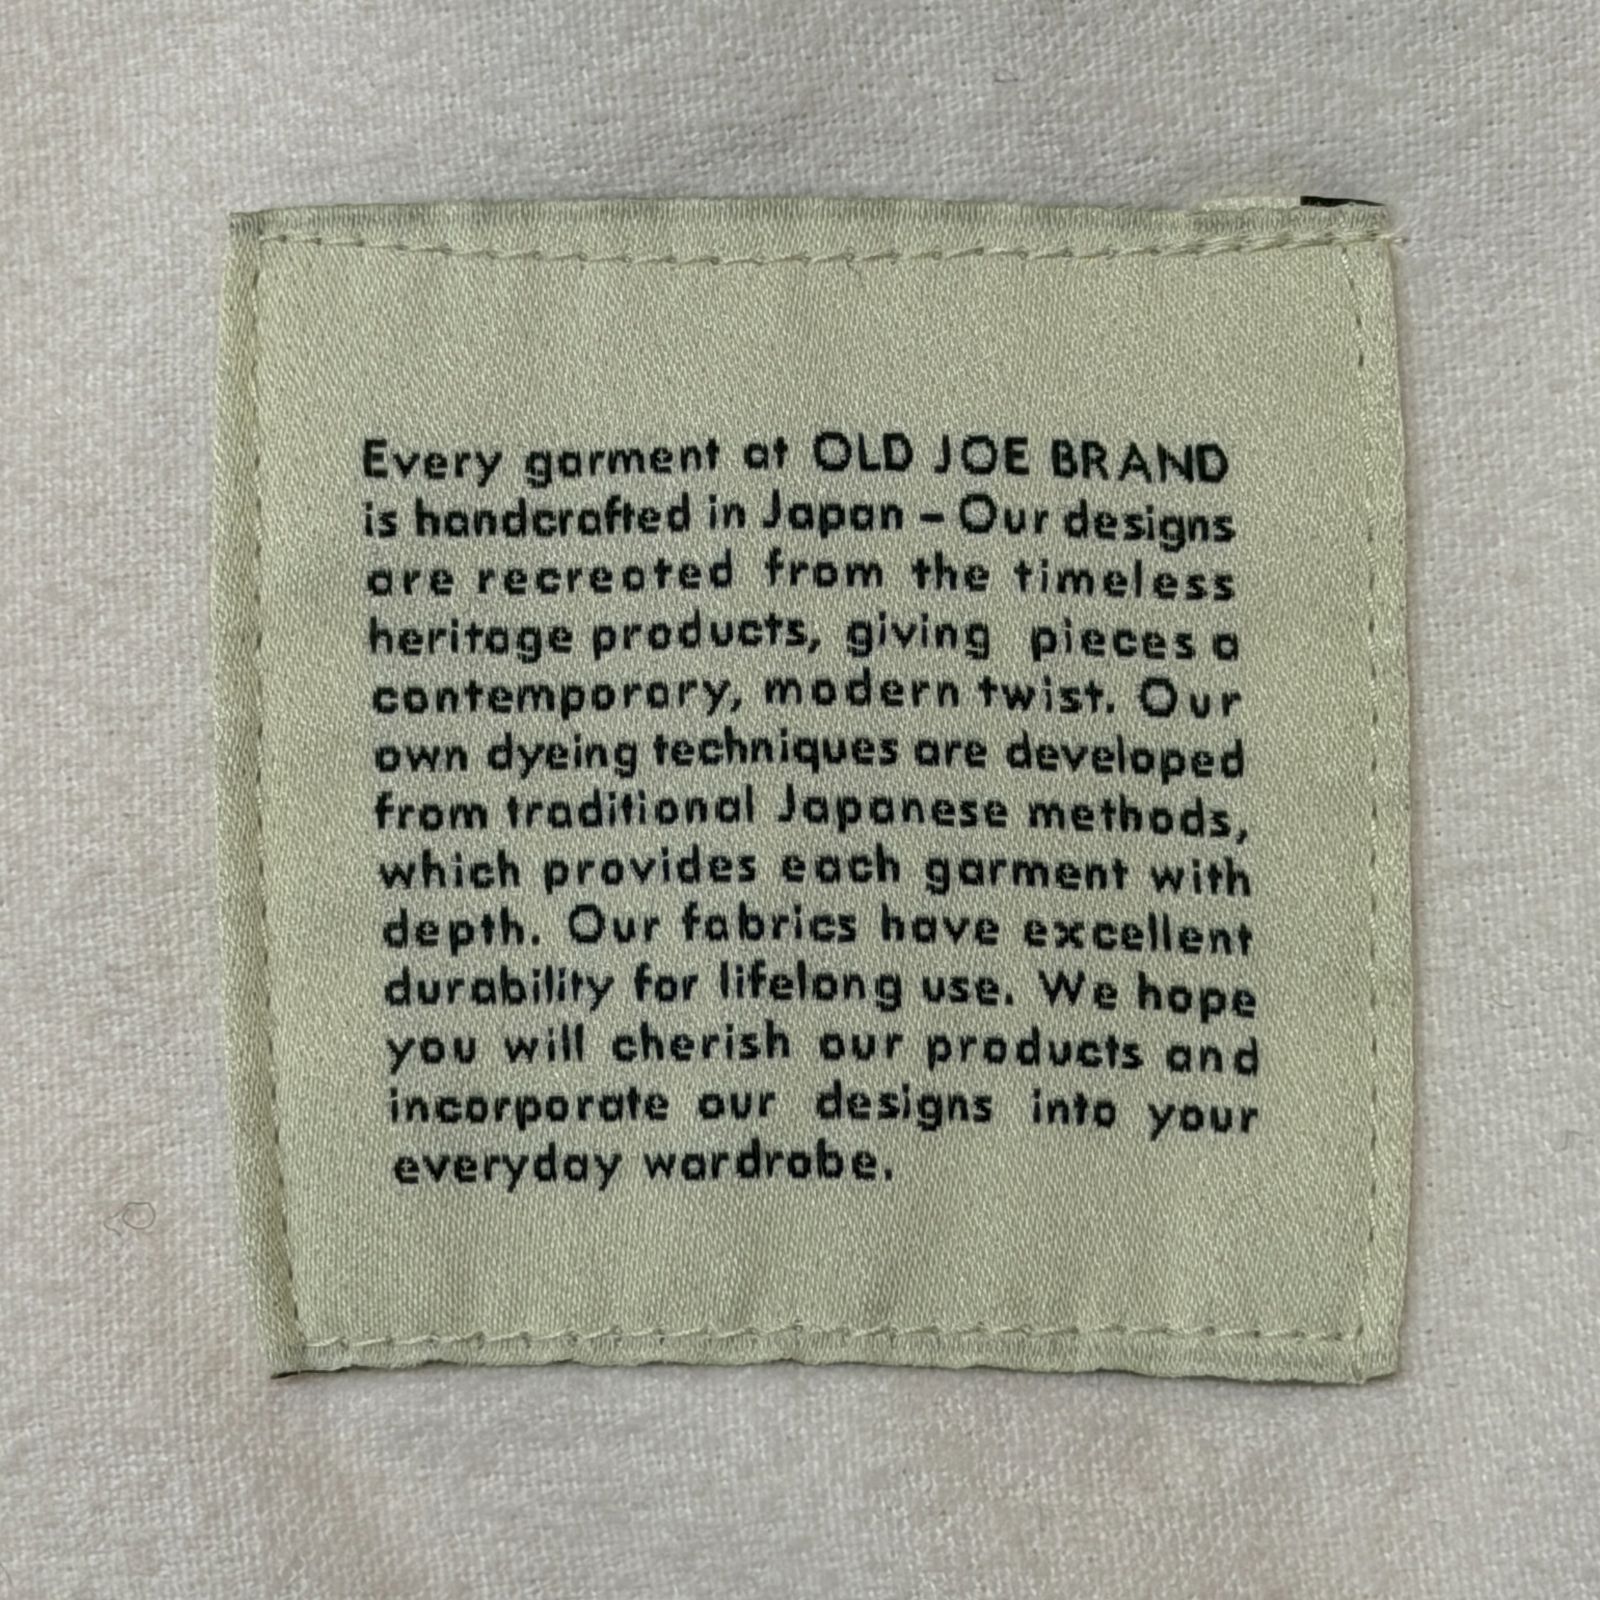 Every garment at OLD JOE BRAND
is handcrafted in Japan – Our designs
are recreated from the timeless
heritage products, giving pieces a
contemporary, modern twist. Our
own dyeing techniques are developed
from traditional Japanese methods,
which provides each garment with
depth. Our fabrics have excellent
durability for lifelong use. We hope
you will cherish our products and
incorporate our designs into your
everyday wardrobe.